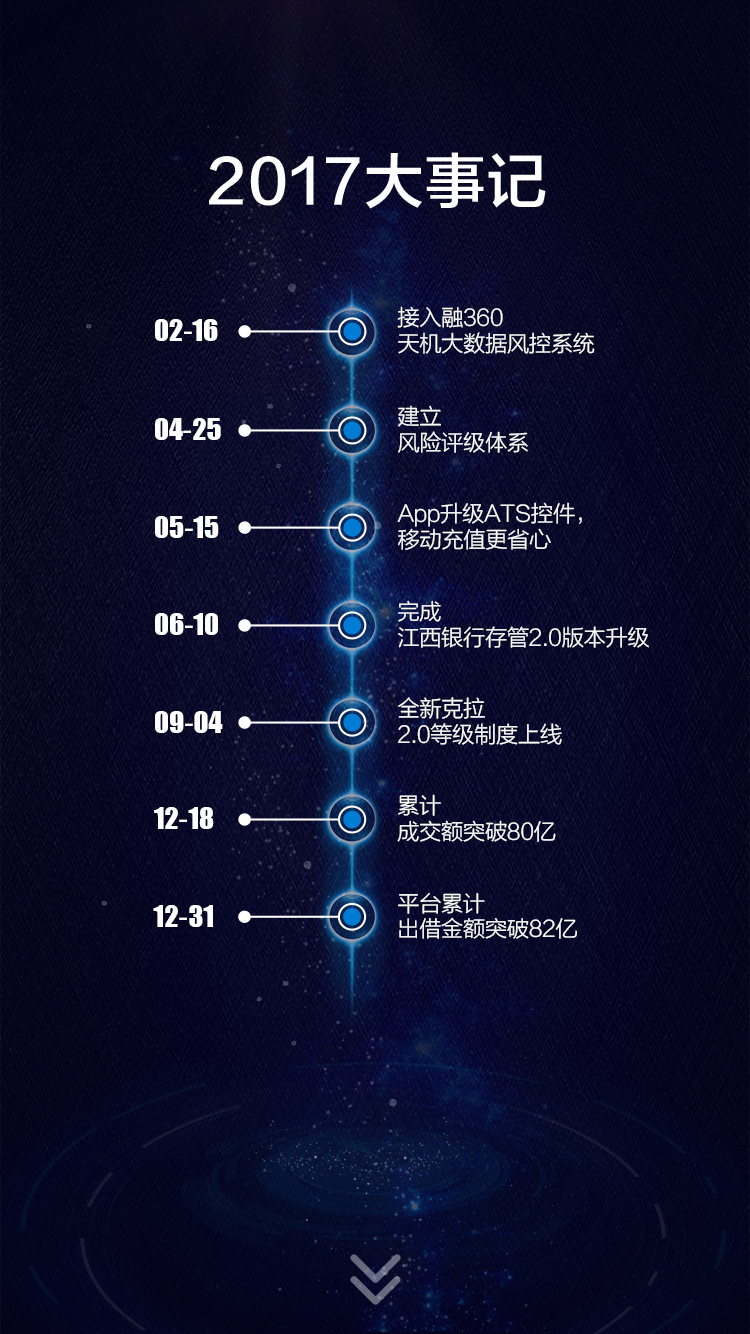 2017大事记
02-16
接入融360
天机大数据风控系统
04-25
建立
风险评级体系
05-15
App升级ATS控件，
移动充值更省心
06-10
完成
江西银行存管2.0版本升级
09-04
全新克拉
2.0等级制度上线
12-18
累计
成交额突破80亿
12-31
平台累计
出借金额突破82亿